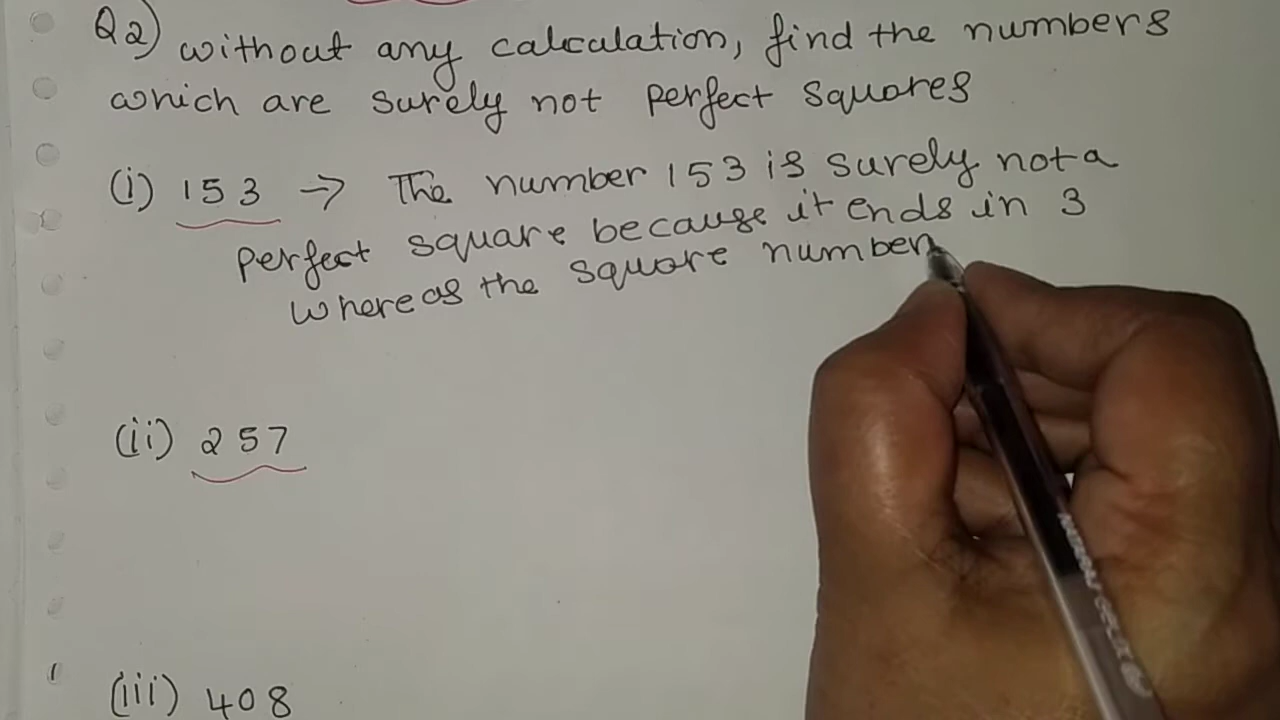 Q2) without any calculation, find the numbers
which are surely not perfect squares
(i) 153 → The number 153 is surely not a
perfect square because it ends in 3
whereas the square number
(ii) 257
(iii) 408